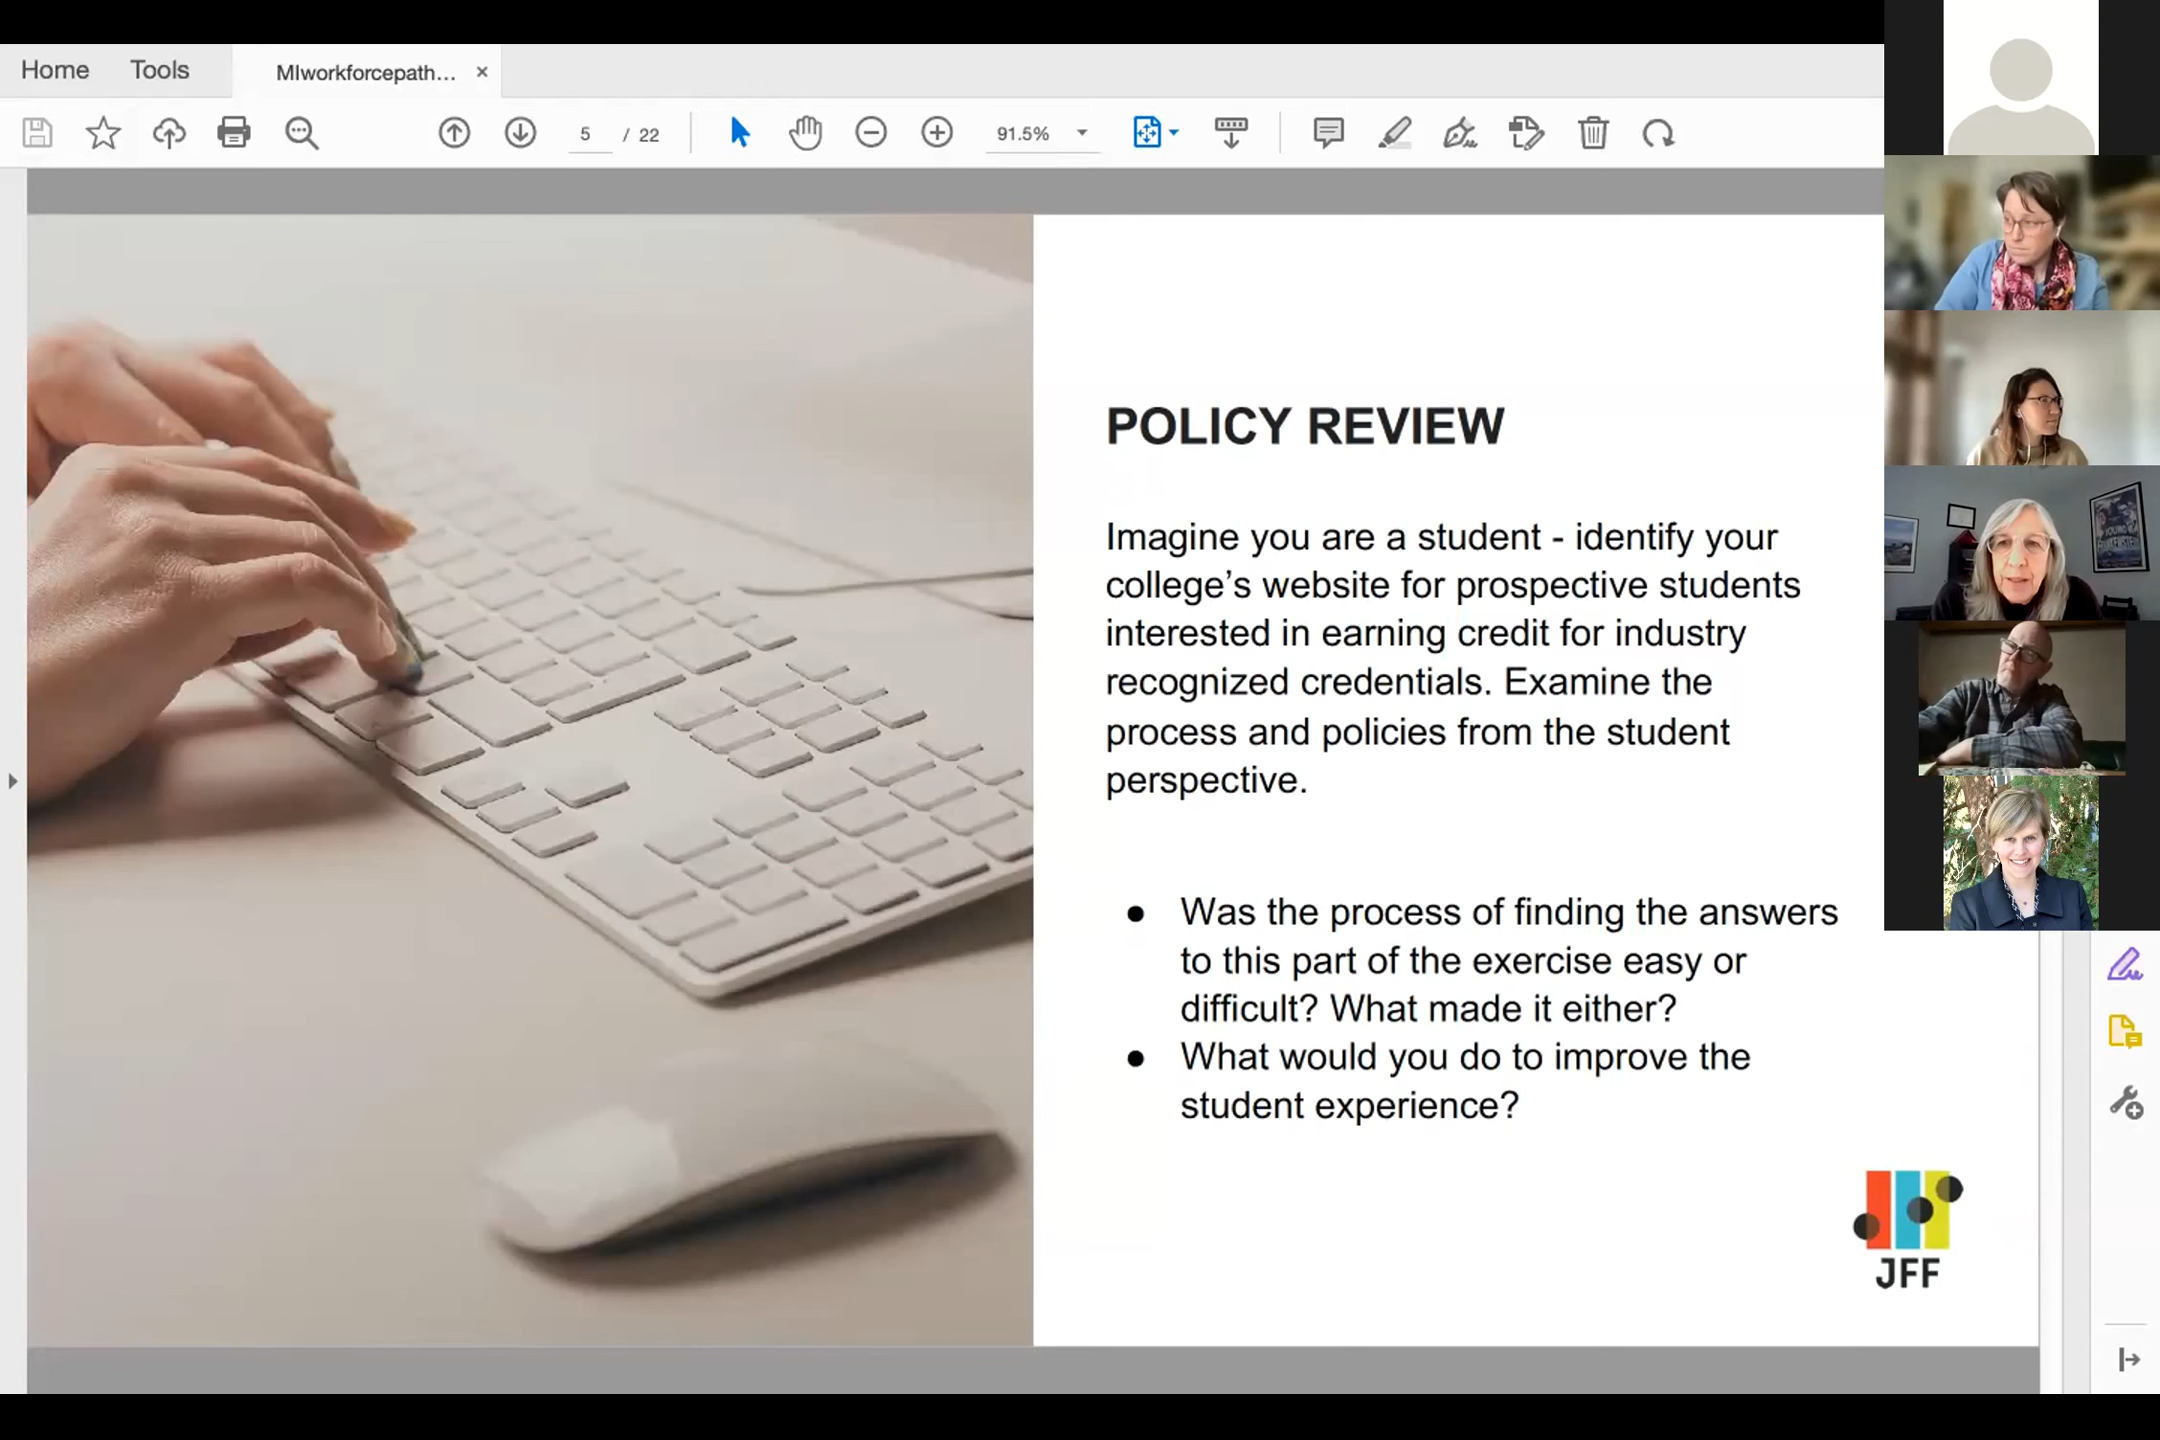 Home Tools MIworkforcepath... ×
5 / 22 91.5%
POLICY REVIEW
Imagine you are a student - identify your
college’s website for prospective students
interested in earning credit for industry
recognized credentials. Examine the
process and policies from the student
perspective.
● Was the process of finding the answers
to this part of the exercise easy or
difficult? What made it either?
● What would you do to improve the
student experience?
JFF
YOUNG
FRANKENSTEIN